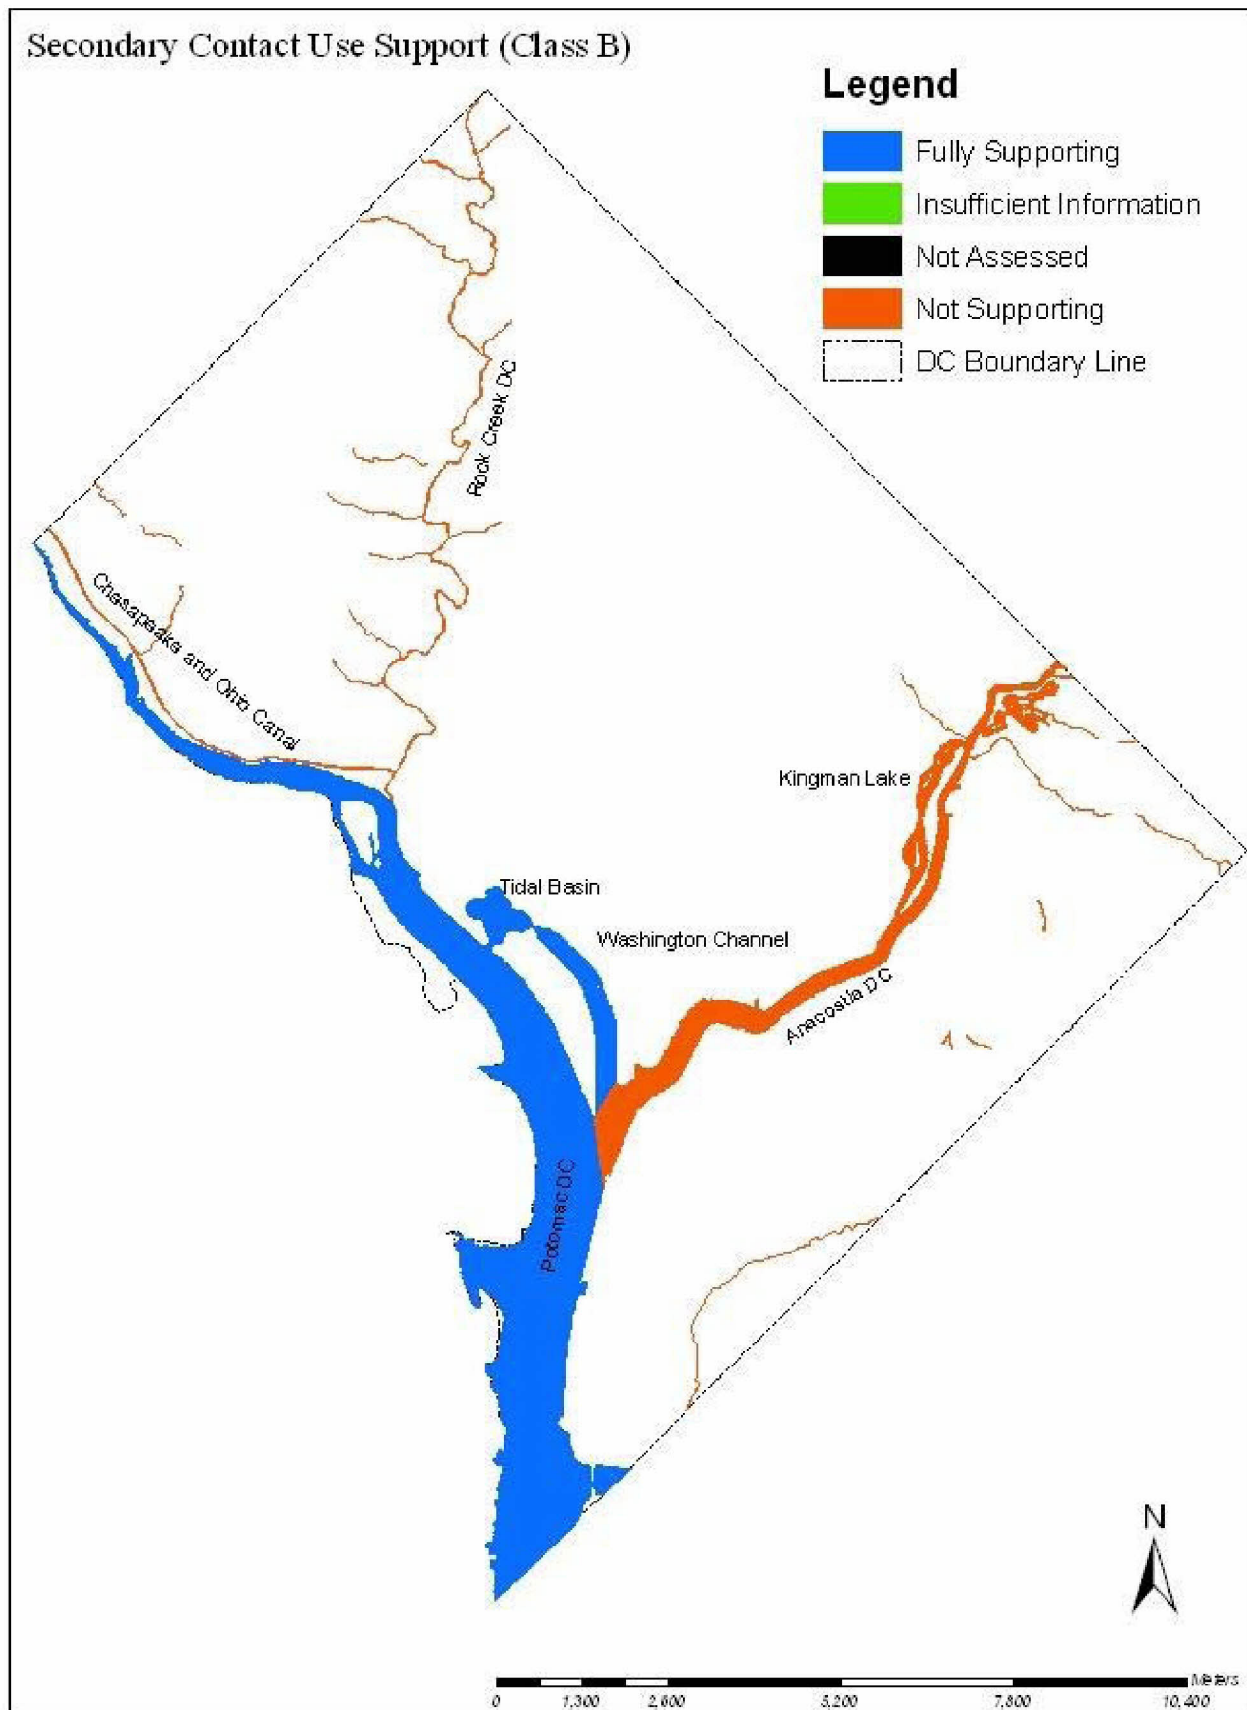 Secondary Contact Use Support (Class B)
Legend
Fully Supporting
Insufficient Information
Not Assessed
Not Supporting
DC Boundary Line
Rock Creek DC
Chesapeake and Ohio Canal
Kingman Lake
Tidal Basin
Washington Channel
Anacostia DC
Potomac DC
N
Meters
0 1,300 2,600 5,200 7,800 10,400